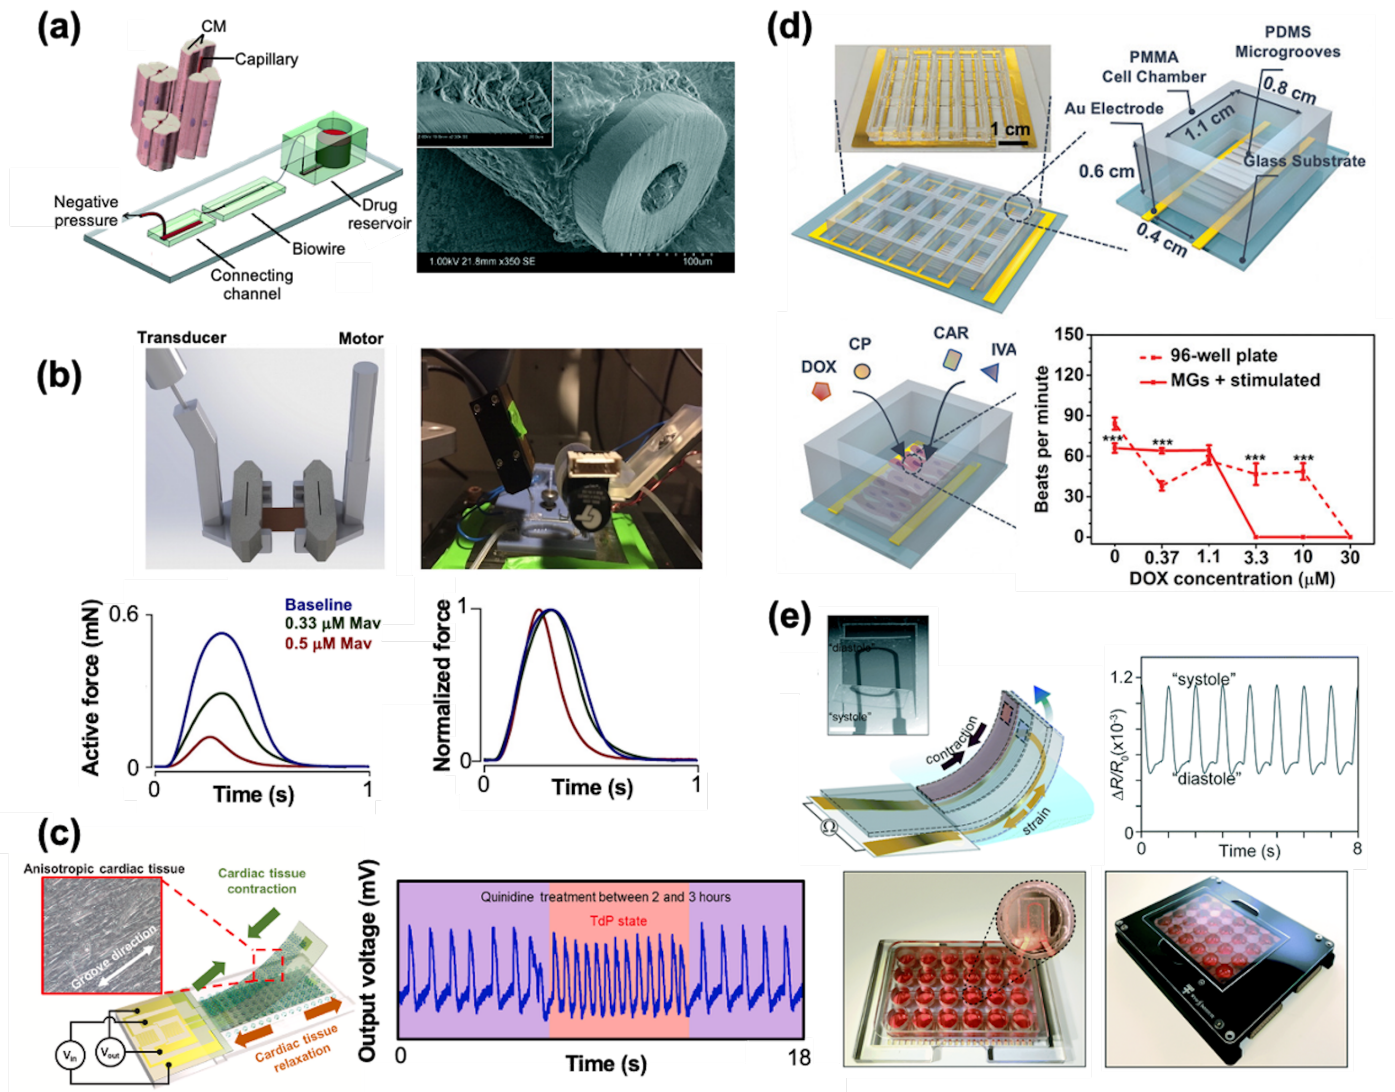 (a)
CM
Capillary
Negative
pressure
Drug
reservoir
Biowire
Connecting
channel
1.00kV 21.8mm x350 SE
100um
(b)
Transducer
Motor
Active force (mN)
0.6
0
Baseline
0.33 μM Mav
0.5 μM Mav
0
1
Time (s)
Normalized force
1
0
0
1
Time (s)
(c)
Anisotropic cardiac tissue
Groove direction
Cardiac tissue
contraction
Cardiac tissue
relaxation
Vin
Vout
Output voltage (mV)
Quinidine treatment between 2 and 3 hours
TdP state
0
18
Time (s)
(d)
1 cm
PDMS
Microgrooves
PMMA
Cell Chamber
Au Electrode
0.8 cm
1.1 cm
0.6 cm
Glass Substrate
0.4 cm
DOX
CP
CAR
IVA
Beats per minute
150
120
90
60
30
0
96-well plate
MGs + stimulated
***
***
***
***
0
0.37
1.1
3.3
10
30
DOX concentration (μM)
(e)
"diastole"
"systole"
contraction
strain
Ω
ΔR/R0(x10-3)
1.2
0
"systole"
"diastole"
0
8
Time (s)